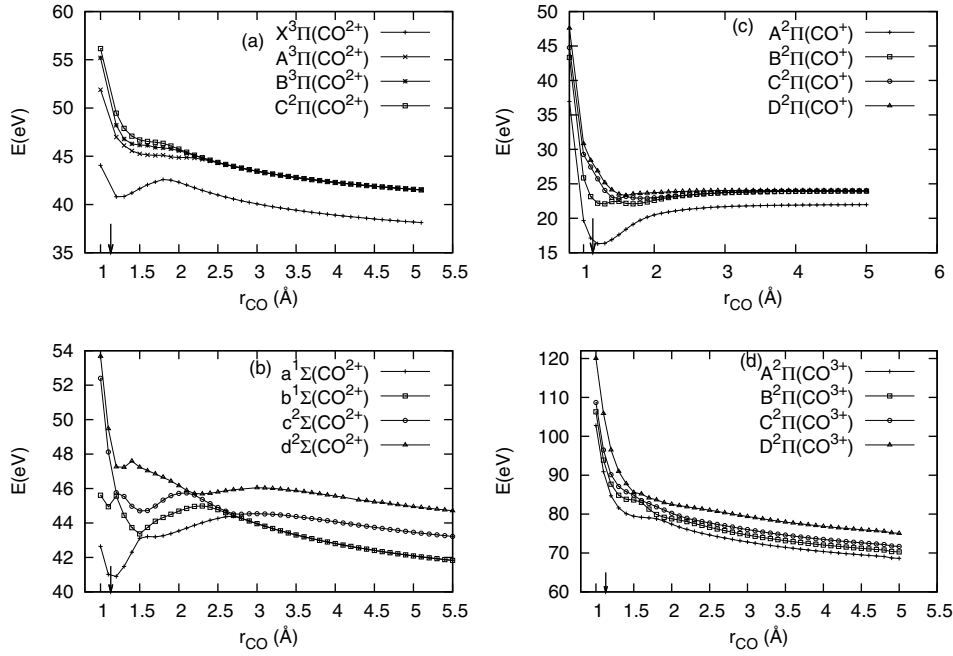 (a)
X³Π(CO²⁺)
A³Π(CO²⁺)
B³Π(CO²⁺)
C²Π(CO²⁺)
E(eV)
60
55
50
45
40
35
1 1.5 2 2.5 3 3.5 4 4.5 5 5.5
r_CO (Å)
(c)
A²Π(CO⁺)
B²Π(CO⁺)
C²Π(CO⁺)
D²Π(CO⁺)
E(eV)
50
45
40
35
30
25
20
15
1 2 3 4 5 6
r_CO (Å)
(b)
a¹Σ(CO²⁺)
b¹Σ(CO²⁺)
c²Σ(CO²⁺)
d²Σ(CO²⁺)
E(eV)
54
52
50
48
46
44
42
40
1 1.5 2 2.5 3 3.5 4 4.5 5 5.5
r_CO (Å)
(d)
A²Π(CO³⁺)
B²Π(CO³⁺)
C²Π(CO³⁺)
D²Π(CO³⁺)
E(eV)
120
110
100
90
80
70
60
1 1.5 2 2.5 3 3.5 4 4.5 5 5.5
r_CO (Å)